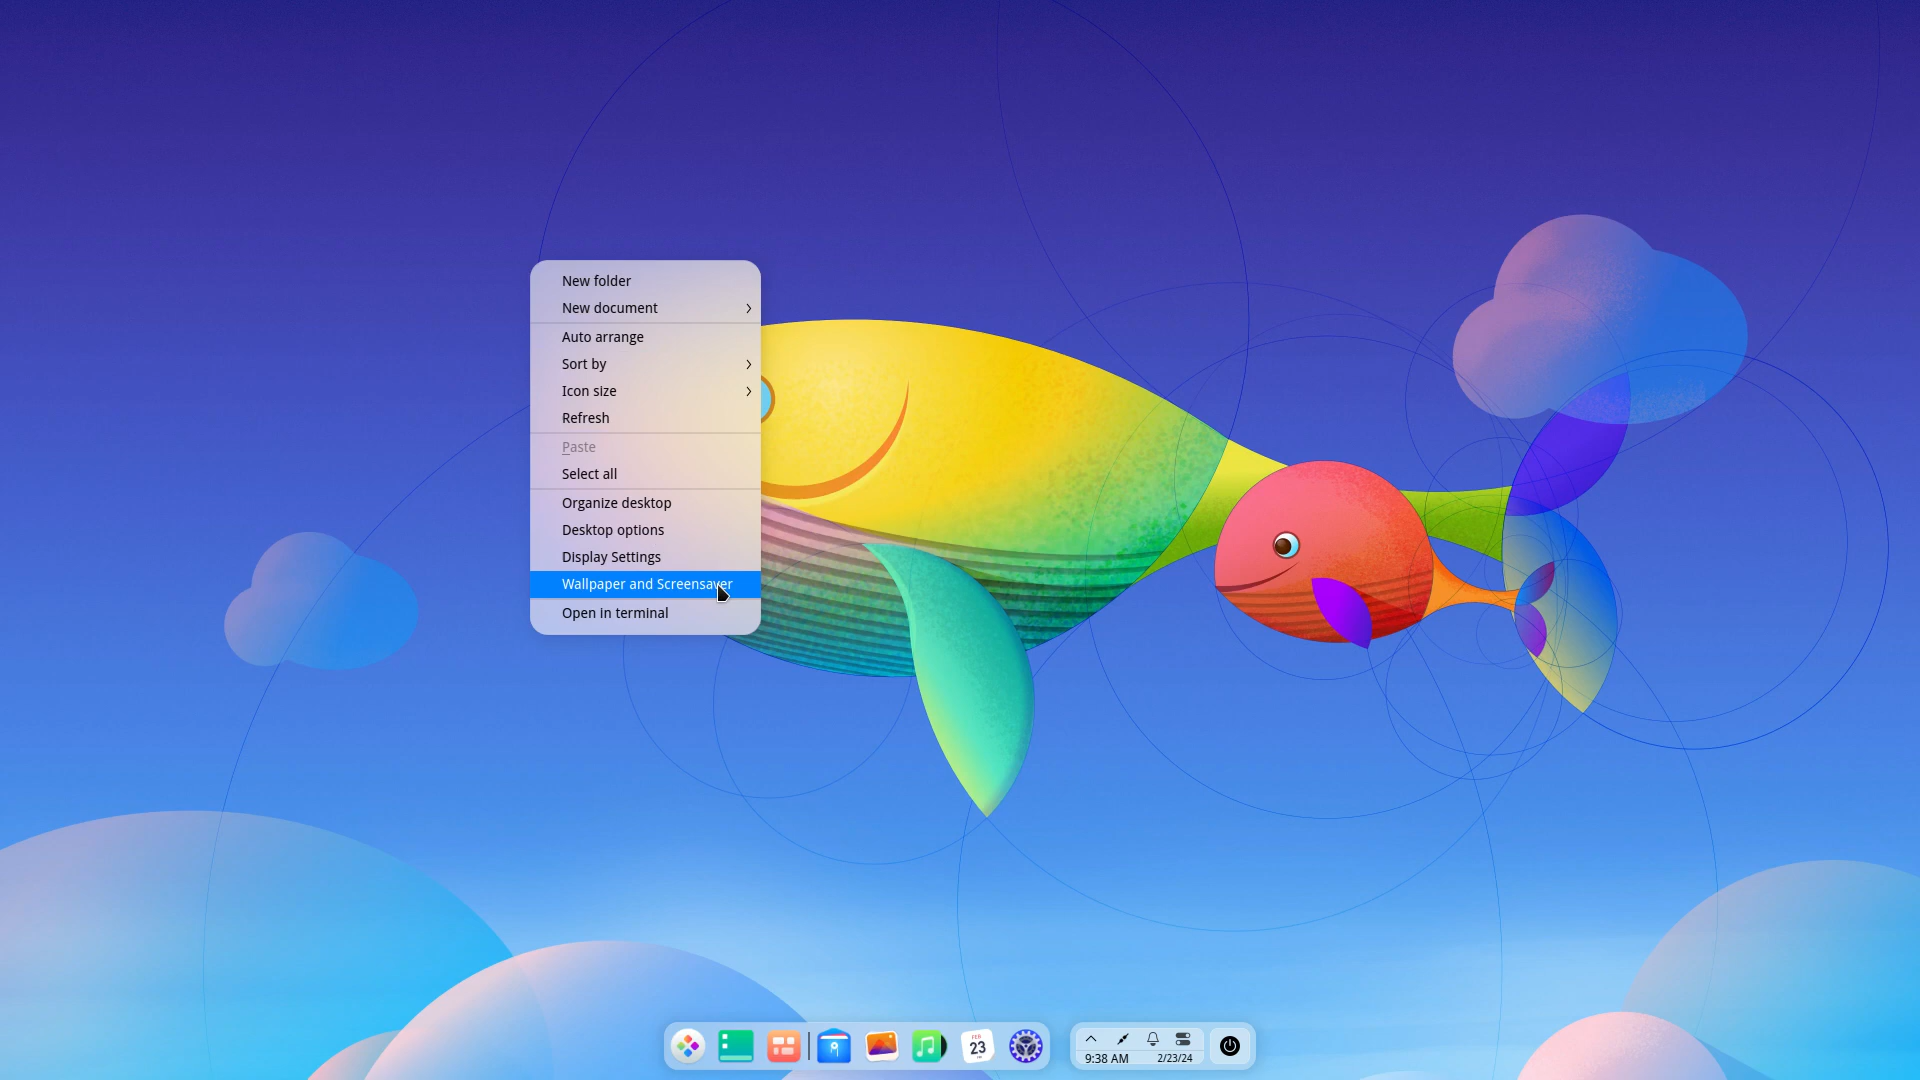 New folder
New document
Auto arrange
Sort by
Icon size
Refresh
Paste
Select all
Organize desktop
Desktop options
Display Settings
Wallpaper and Screensaver
Open in terminal
FEB
23
9:38 AM 2/23/24